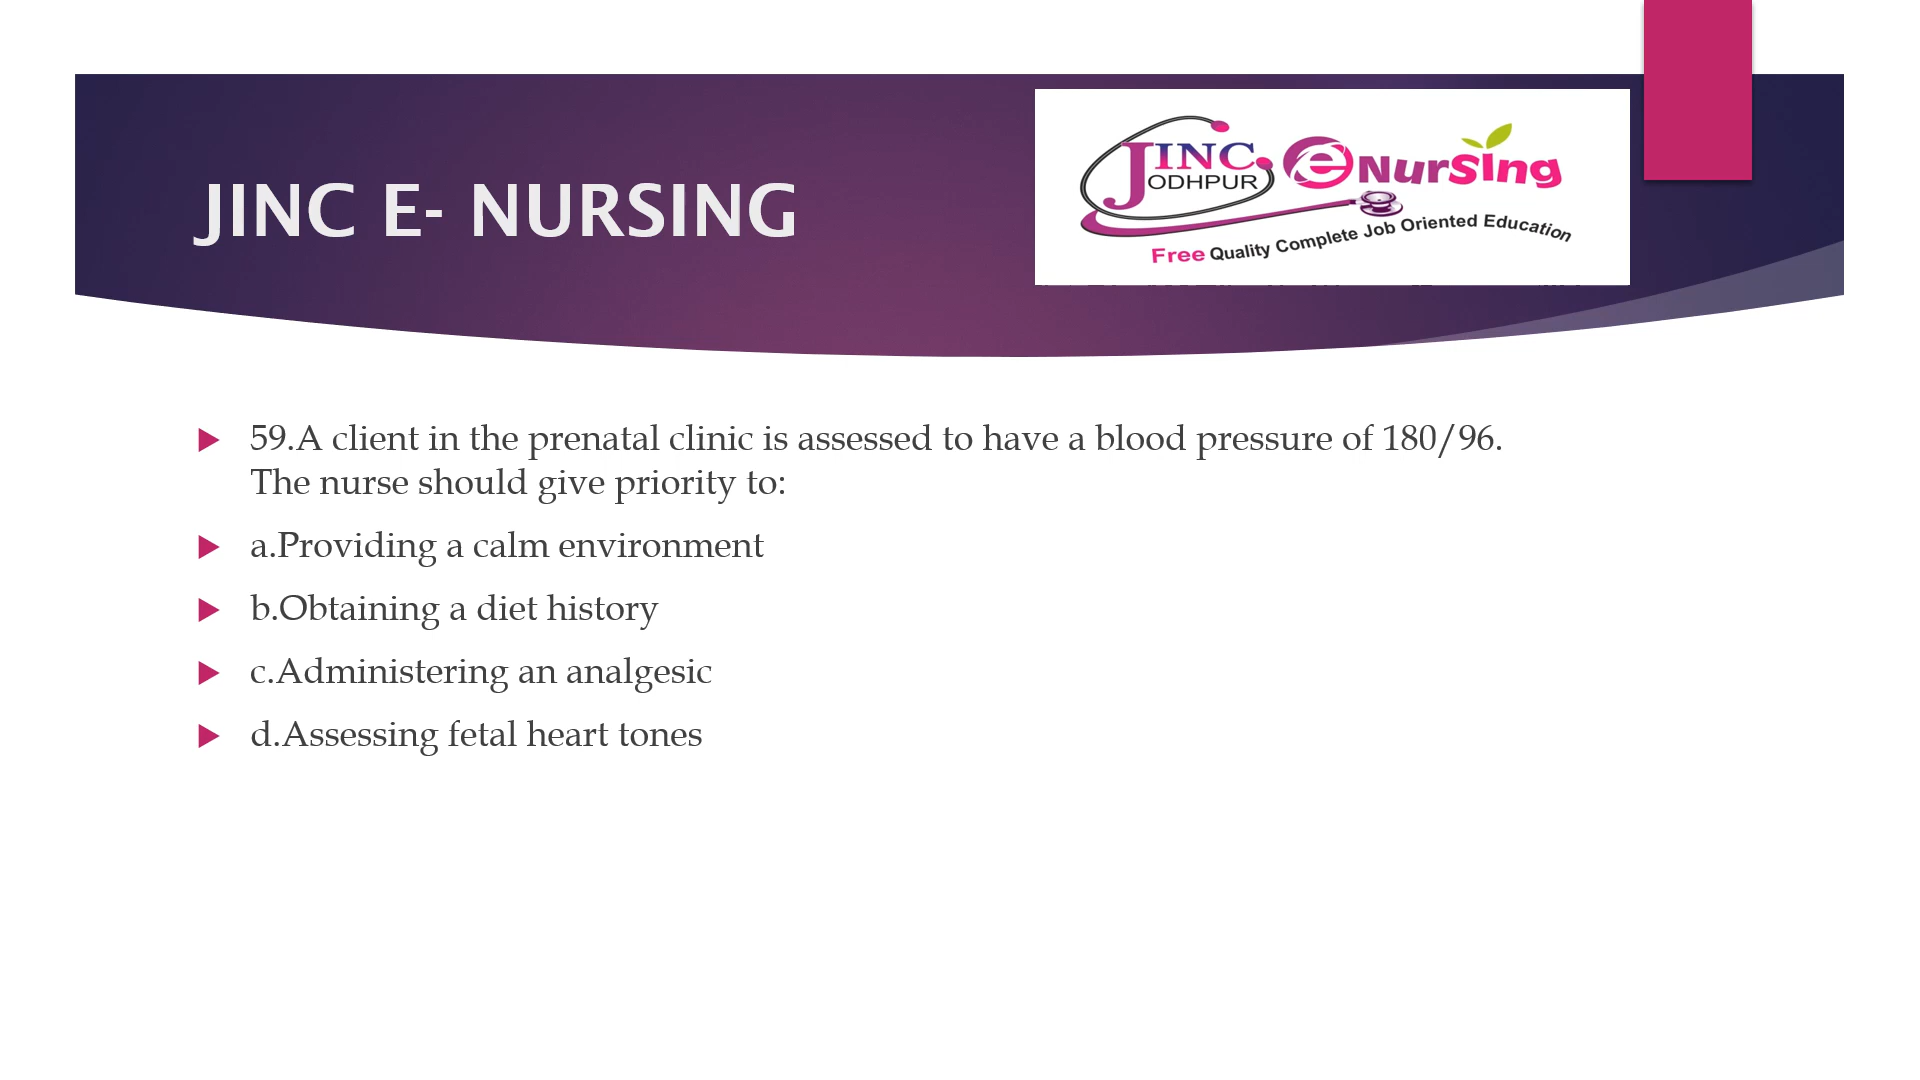 JINC E- NURSING
JINC
ODHPUR
eNursing
Free Quality Complete Job Oriented Education
59.A client in the prenatal clinic is assessed to have a blood pressure of 180/96.
The nurse should give priority to:
a.Providing a calm environment
b.Obtaining a diet history
c.Administering an analgesic
d.Assessing fetal heart tones